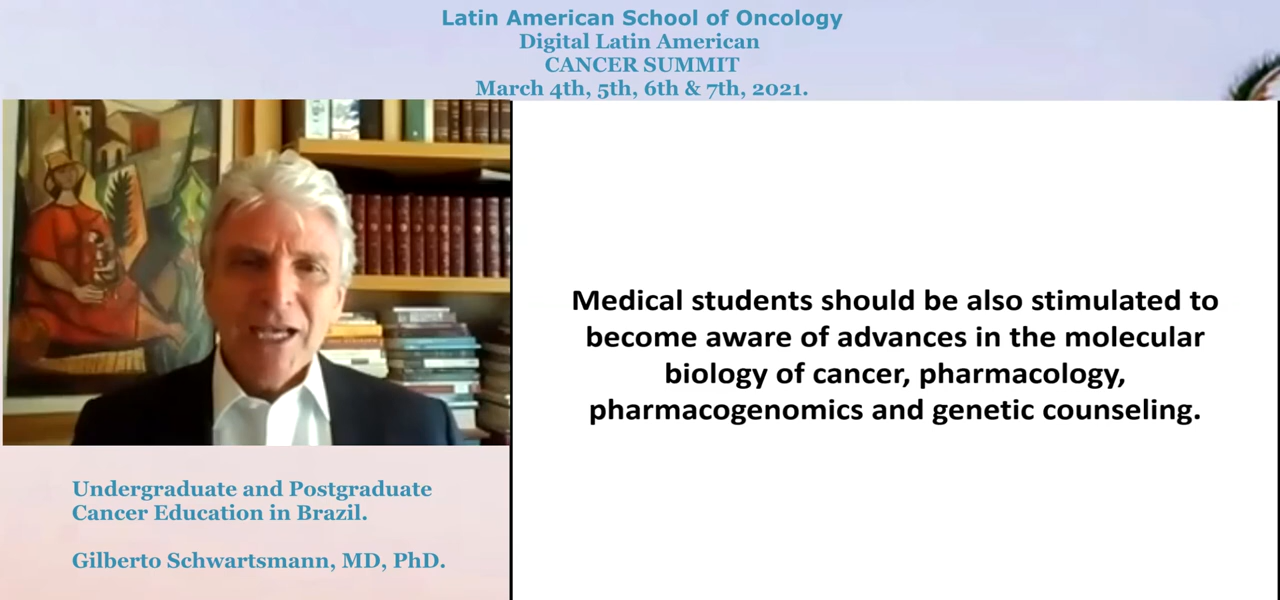 Latin American School of Oncology
Digital Latin American
CANCER SUMMIT
March 4th, 5th, 6th & 7th, 2021.
Medical students should be also stimulated to
become aware of advances in the molecular
biology of cancer, pharmacology,
pharmacogenomics and genetic counseling.
Undergraduate and Postgraduate
Cancer Education in Brazil.
Gilberto Schwartsmann, MD, PhD.